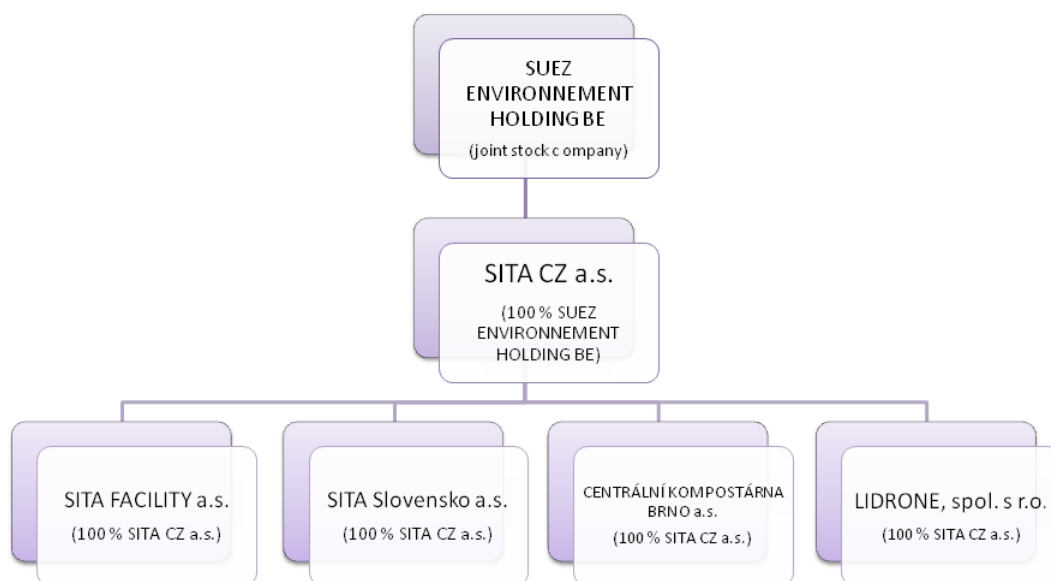 SUEZ
ENVIRONNEMENT
HOLDING BE
(joint stock c ompany)
SITA CZ a.s.
(100 % SUEZ
ENVIRONNEMENT
HOLDING BE)
SITA FACILITY a.s.
(100 % SITA CZ a.s.)
SITA Slovensko a.s.
(100 % SITA CZ a.s.)
CENTRÁLNÍ KOMPOSTÁRNA
BRNO a.s.
(100 % SITA CZ a.s.)
LIDRONE, spol. s r.o.
(100 % SITA CZ a.s.)